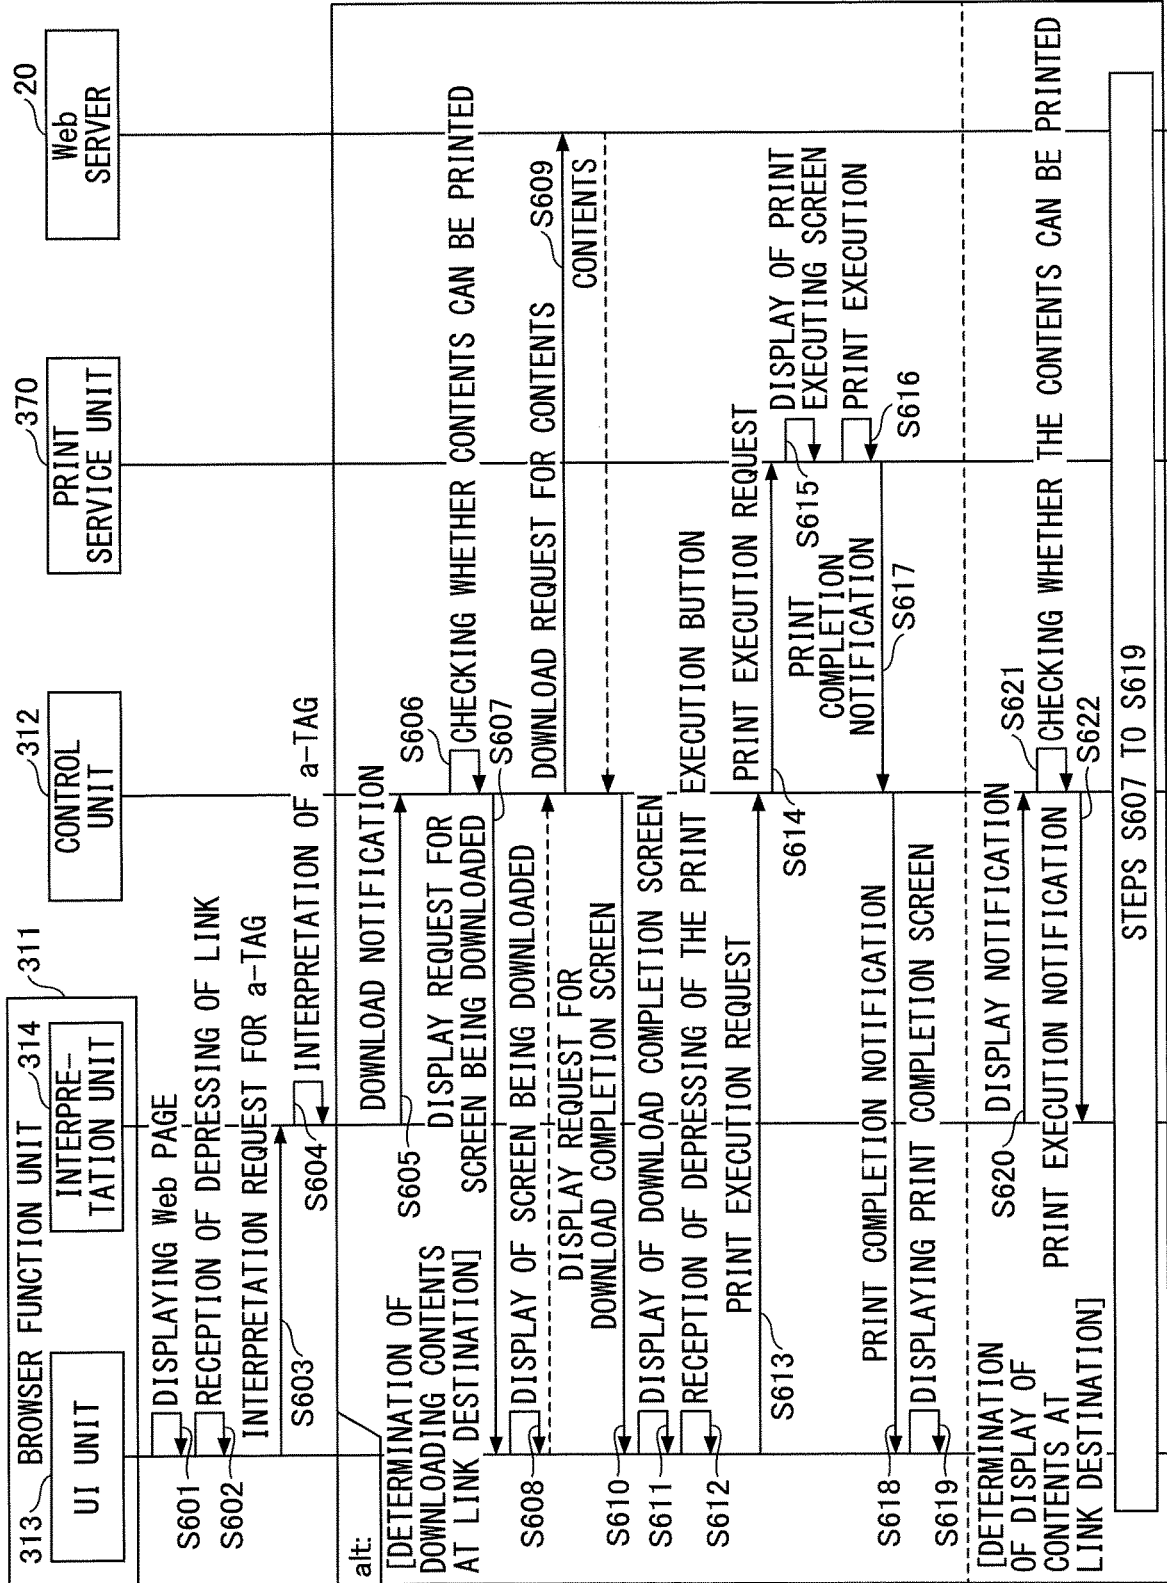 313
BROWSER FUNCTION UNIT
311
UI UNIT
314
INTERPRE-
TATION UNIT
312
CONTROL
UNIT
370
PRINT
SERVICE UNIT
20
Web
SERVER
DISPLAYING Web PAGE
S601
RECEPTION OF DEPRESSING OF LINK
S602
INTERPRETATION REQUEST FOR a-TAG
S603
INTERPRETATION OF a-TAG
S604
alt:
[DETERMINATION OF
DOWNLOADING CONTENTS
AT LINK DESTINATION]
DOWNLOAD NOTIFICATION
S605
S606
CHECKING WHETHER CONTENTS CAN BE PRINTED
DISPLAY REQUEST FOR
SCREEN BEING DOWNLOADED
S607
DISPLAY OF SCREEN BEING DOWNLOADED
S608
DOWNLOAD REQUEST FOR CONTENTS
S609
CONTENTS
DISPLAY REQUEST FOR
DOWNLOAD COMPLETION SCREEN
S610
DISPLAY OF DOWNLOAD COMPLETION SCREEN
S611
RECEPTION OF DEPRESSING OF THE PRINT EXECUTION BUTTON
S612
PRINT EXECUTION REQUEST
S613
PRINT EXECUTION REQUEST
S614
DISPLAY OF PRINT
EXECUTING SCREEN
S615
PRINT EXECUTION
S616
PRINT
COMPLETION
NOTIFICATION
S617
PRINT COMPLETION NOTIFICATION
S618
DISPLAYING PRINT COMPLETION SCREEN
S619
[DETERMINATION
OF DISPLAY OF
CONTENTS AT
LINK DESTINATION]
DISPLAY NOTIFICATION
S620
S621
CHECKING WHETHER THE CONTENTS CAN BE PRINTED
PRINT EXECUTION NOTIFICATION
S622
STEPS S607 TO S619